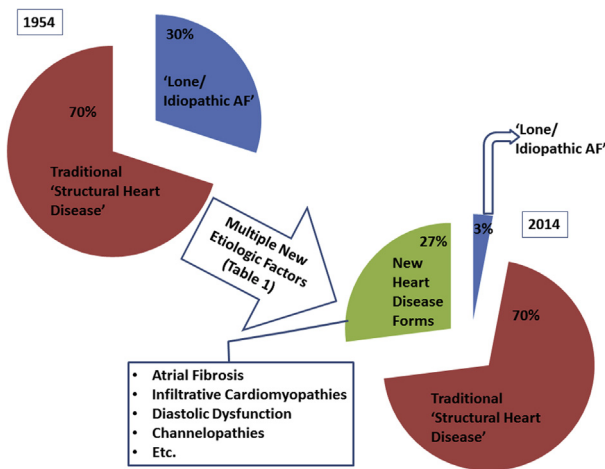 1954
30%
‘Lone/
Idiopathic AF’
70%
Traditional
‘Structural Heart
Disease’
Multiple New
Etiologic Factors
(Table 1)
‘Lone/
Idiopathic AF’
2014
3%
27%
New
Heart
Disease
Forms
70%
Traditional
‘Structural Heart
Disease’
• Atrial Fibrosis
• Infiltrative Cardiomyopathies
• Diastolic Dysfunction
• Channelopathies
• Etc.